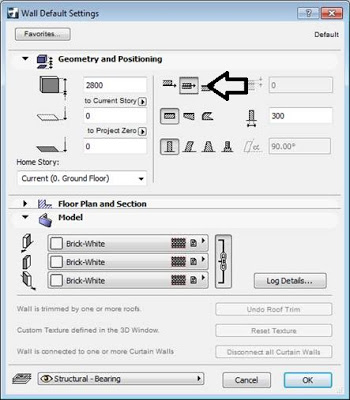 Wall Default Settings
?
Favorites...
Default
Geometry and Positioning
2800
to Current Story
0
to Project Zero
0
Home Story:
Current (0. Ground Floor)
0
300
90.00°
Floor Plan and Section
Model
Brick-White
Brick-White
Brick-White
Log Details...
Wall is trimmed by one or more roofs.
Undo Roof Trim
Custom Texture defined in the 3D Window.
Reset Texture
Wall is connected to one or more Curtain Walls
Disconnect all Curtain Walls
Structural - Bearing
Cancel
OK